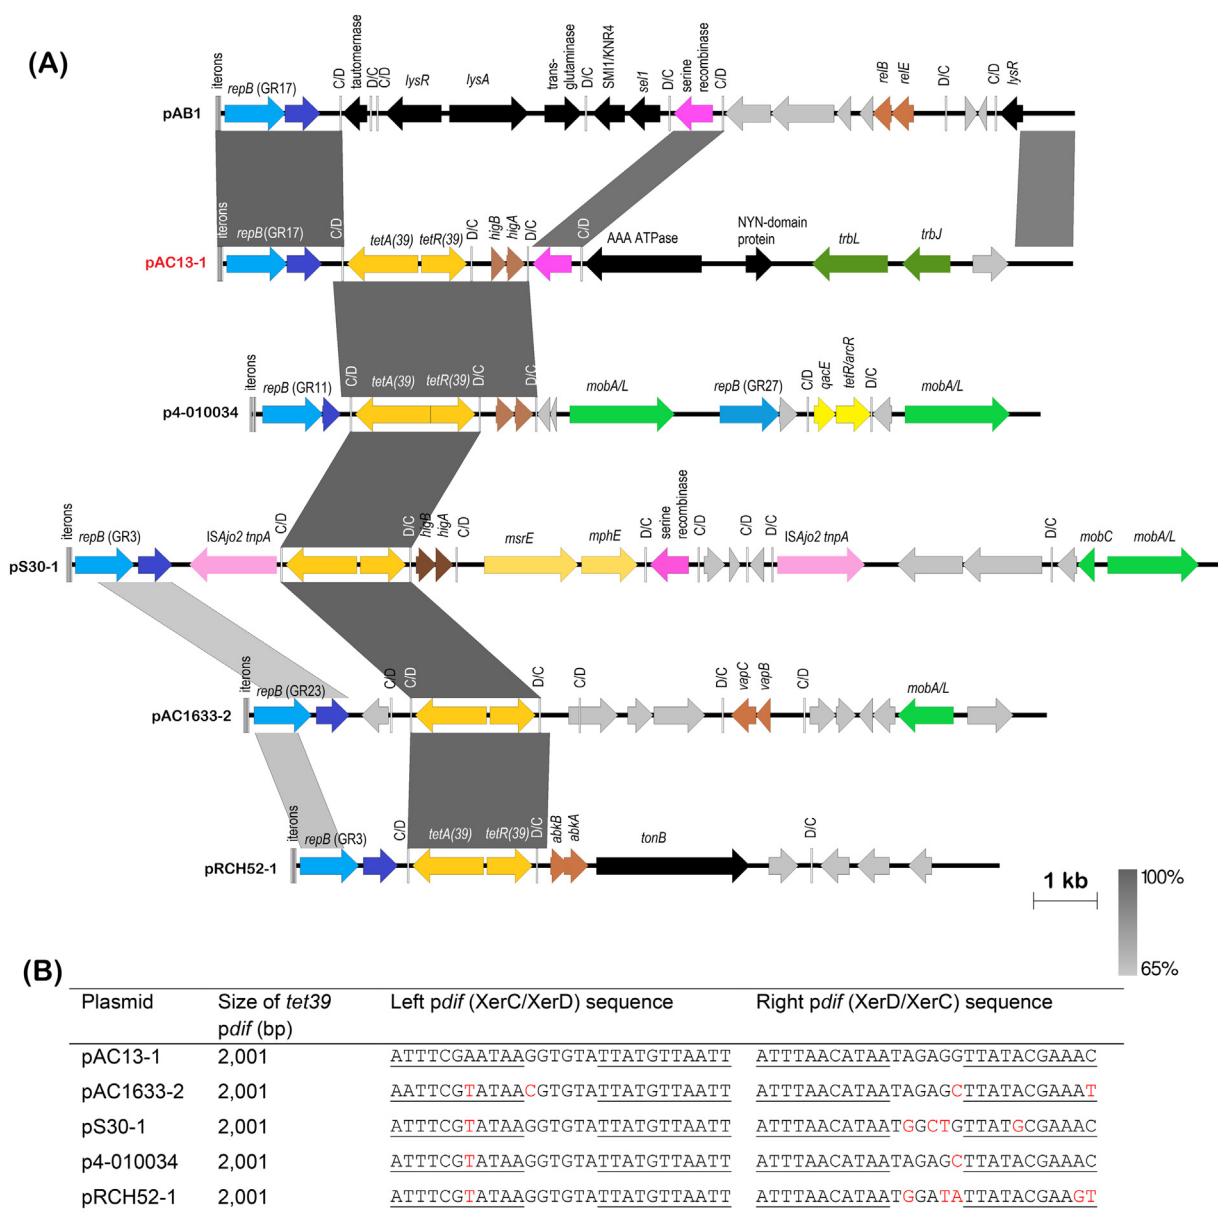 (A)
iterons
repB (GR17)
C/D
tautomernase
D/C
C/D
lysR
lysA
trans-
glutaminase
D/C
SMI1/KNR4
sel1
D/C
serine
recombinase
C/D
relB
relE
D/C
C/D
lysR
pAB1
iterons
repB(GR17)
C/D
tetA(39)
tetR(39)
D/C
higB
higA
D/C
C/D
AAA ATPase
NYN-domain
protein
trbL
trbJ
pAC13-1
iterons
repB (GR11)
C/D
tetA(39)
tetR(39)
D/C
D/C
mobA/L
repB (GR27)
C/D
qacE
tetR/arcR
D/C
mobA/L
p4-010034
iterons
repB (GR3)
ISAjo2 tnpA
C/D
D/C
higB
higA
C/D
msrE
mphE
D/C
serine
recombinase
C/D
C/D
D/C
ISAjo2 tnpA
D/C
mobC
mobA/L
pS30-1
iterons
repB (GR23)
C/D
C/D
D/C
C/D
D/C
vapC
vapB
C/D
mobA/L
pAC1633-2
iterons
repB (GR3)
C/D
tetA(39)
tetR(39)
D/C
abkB
abkA
tonB
D/C
pRCH52-1
1 kb
100%
65%
(B)
Plasmid Size of tet39 Left pdif (XerC/XerD) sequence Right pdif (XerD/XerC) sequence
pdif (bp)
pAC13-1 2,001 ATTTCGAATAAGGTGTATTATGTTAATT ATTTAACATAATAGAGGTTATACGAAAC
pAC1633-2 2,001 AATTCGTATAACGTGTATTATGTTAATT ATTTAACATAATAGAGCTTATACGAAAT
pS30-1 2,001 ATTTCGTATAAGGTGTATTATGTTAATT ATTTAACATAATGGCTGTTATGCGAAAC
p4-010034 2,001 ATTTCGTATAAGGTGTATTATGTTAATT ATTTAACATAATAGAGCTTATACGAAAC
pRCH52-1 2,001 ATTTCGTATAAGGTGTATTATGTTAATT ATTTAACATAATGGATATTATACGAAGT